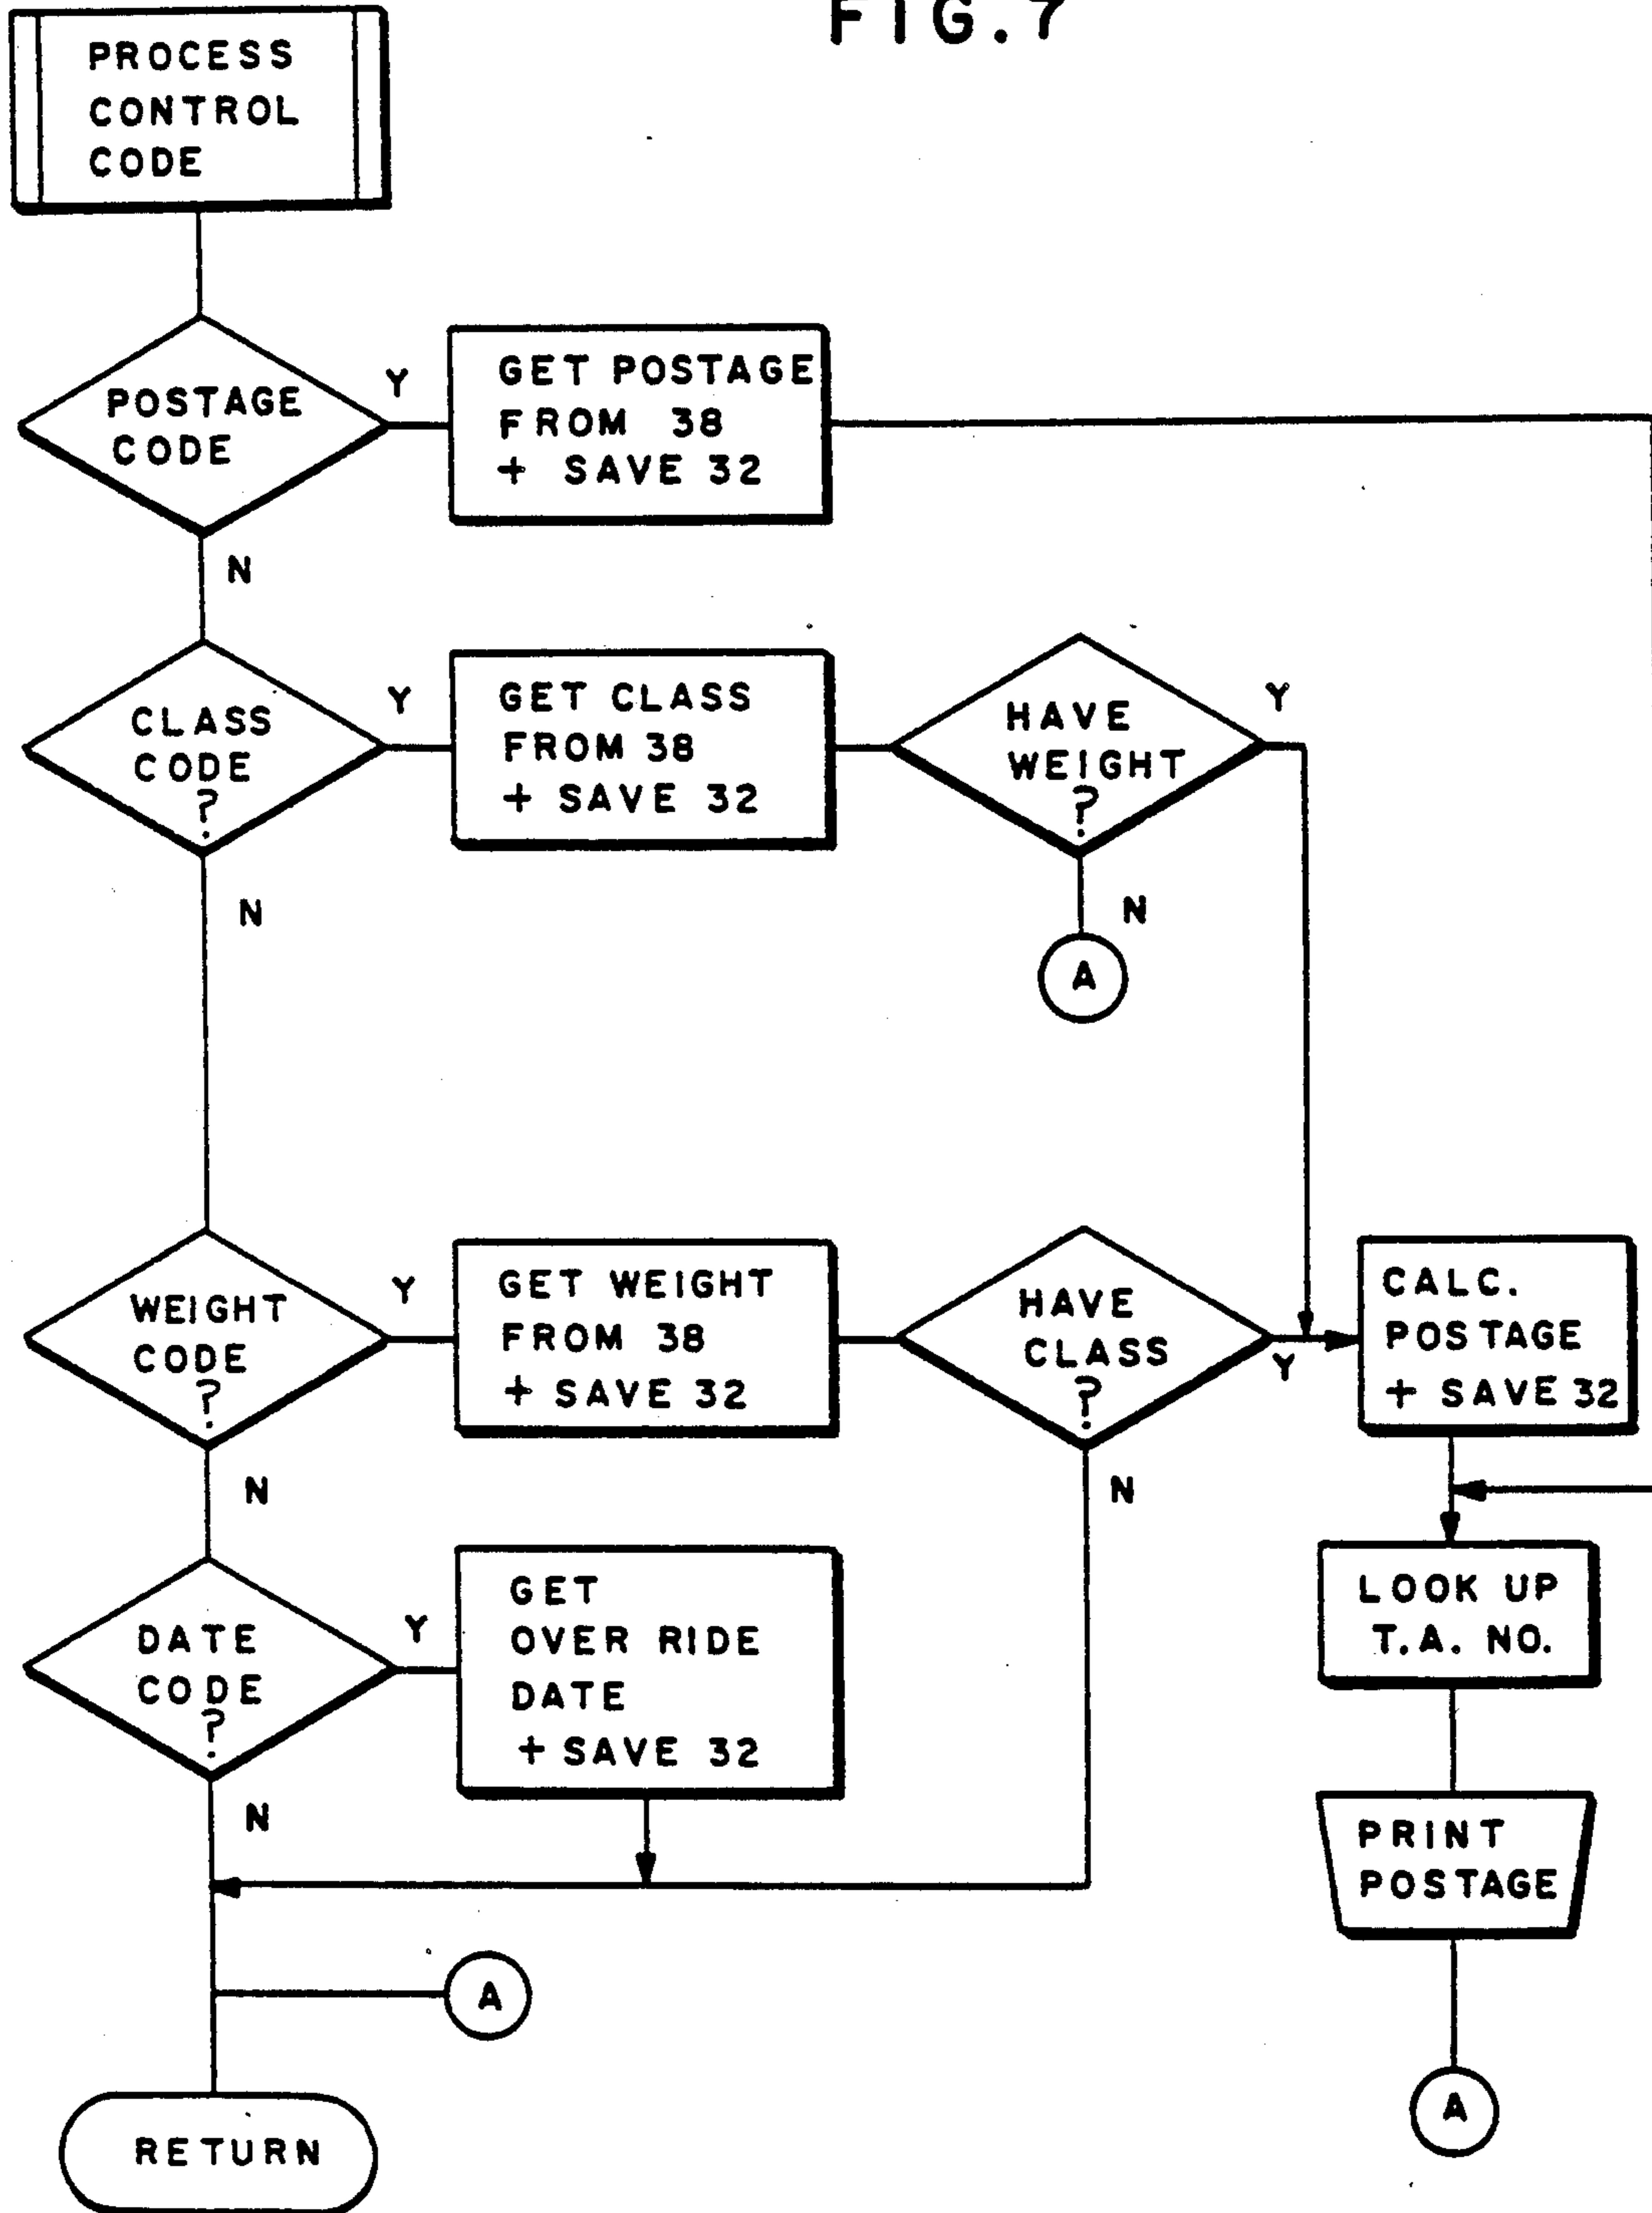 FIG.7
PROCESS
CONTROL
CODE
POSTAGE
CODE
Y
GET POSTAGE
FROM 38
+ SAVE 32
N
CLASS
CODE
?
Y
GET CLASS
FROM 38
+ SAVE 32
HAVE
WEIGHT
?
Y
N
N
A
WEIGHT
CODE
?
Y
GET WEIGHT
FROM 38
+ SAVE 32
HAVE
CLASS
?
Y
CALC.
POSTAGE
+ SAVE 32
N
N
LOOK UP
T.A. NO.
DATE
CODE
?
Y
GET
OVER RIDE
DATE
+ SAVE 32
N
PRINT
POSTAGE
A
A
RETURN